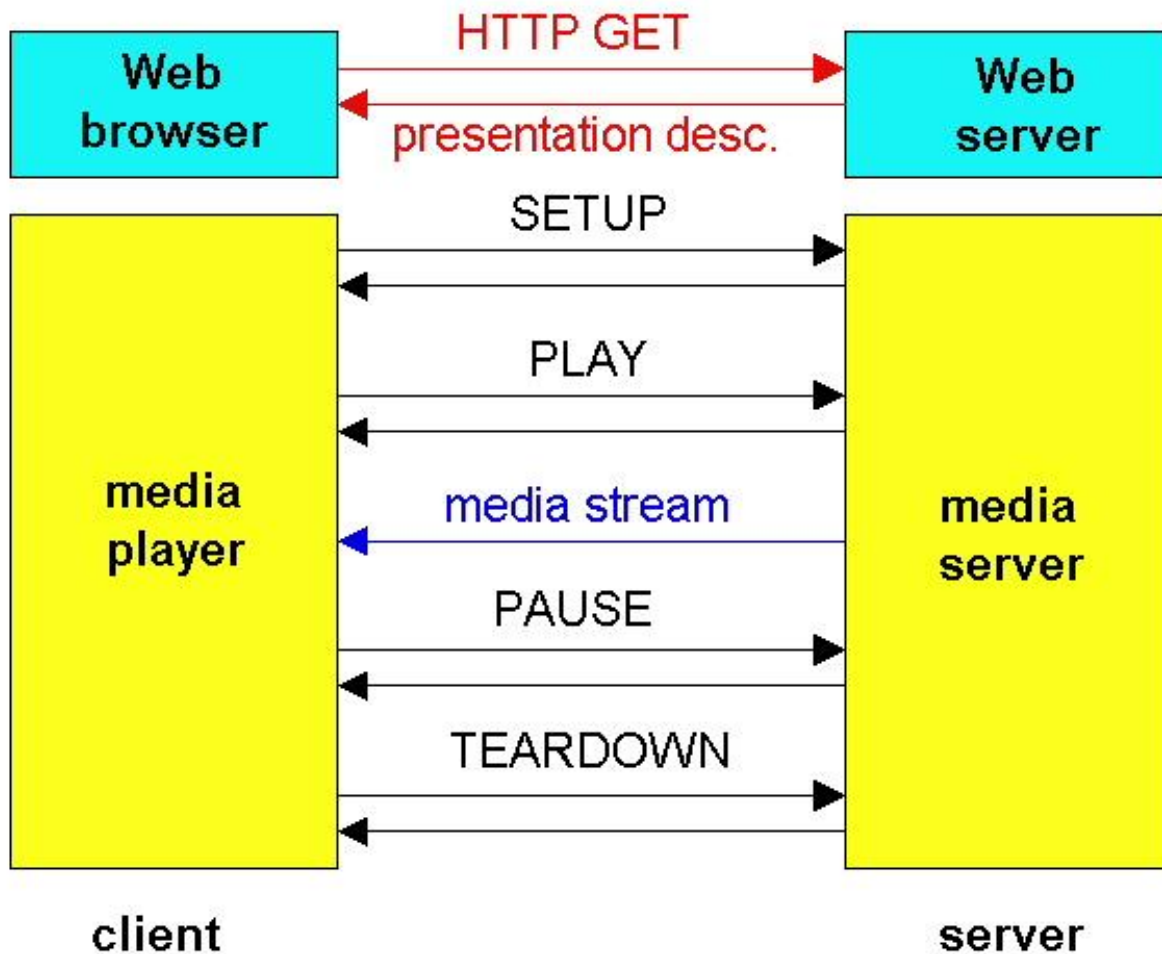 HTTP GET
Web
browser
Web
server
presentation desc.
SETUP
PLAY
media
player
media stream
media
server
PAUSE
TEARDOWN
client
server